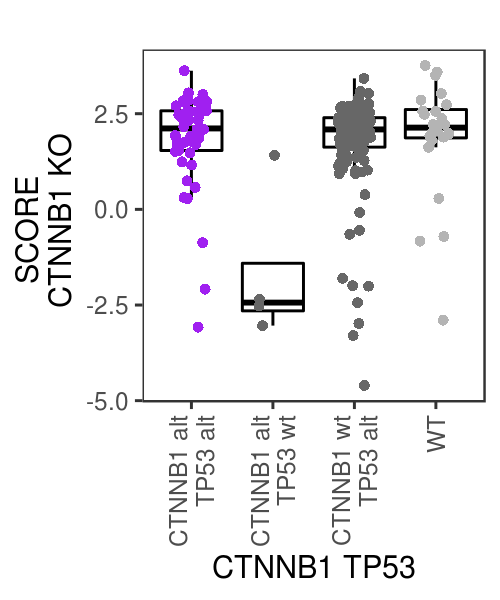 SCORE
CTNNB1 KO
2.5
0.0
-2.5
-5.0
CTNNB1 alt
TP53 alt
CTNNB1 alt
TP53 wt
CTNNB1 wt
TP53 alt
WT
CTNNB1 TP53